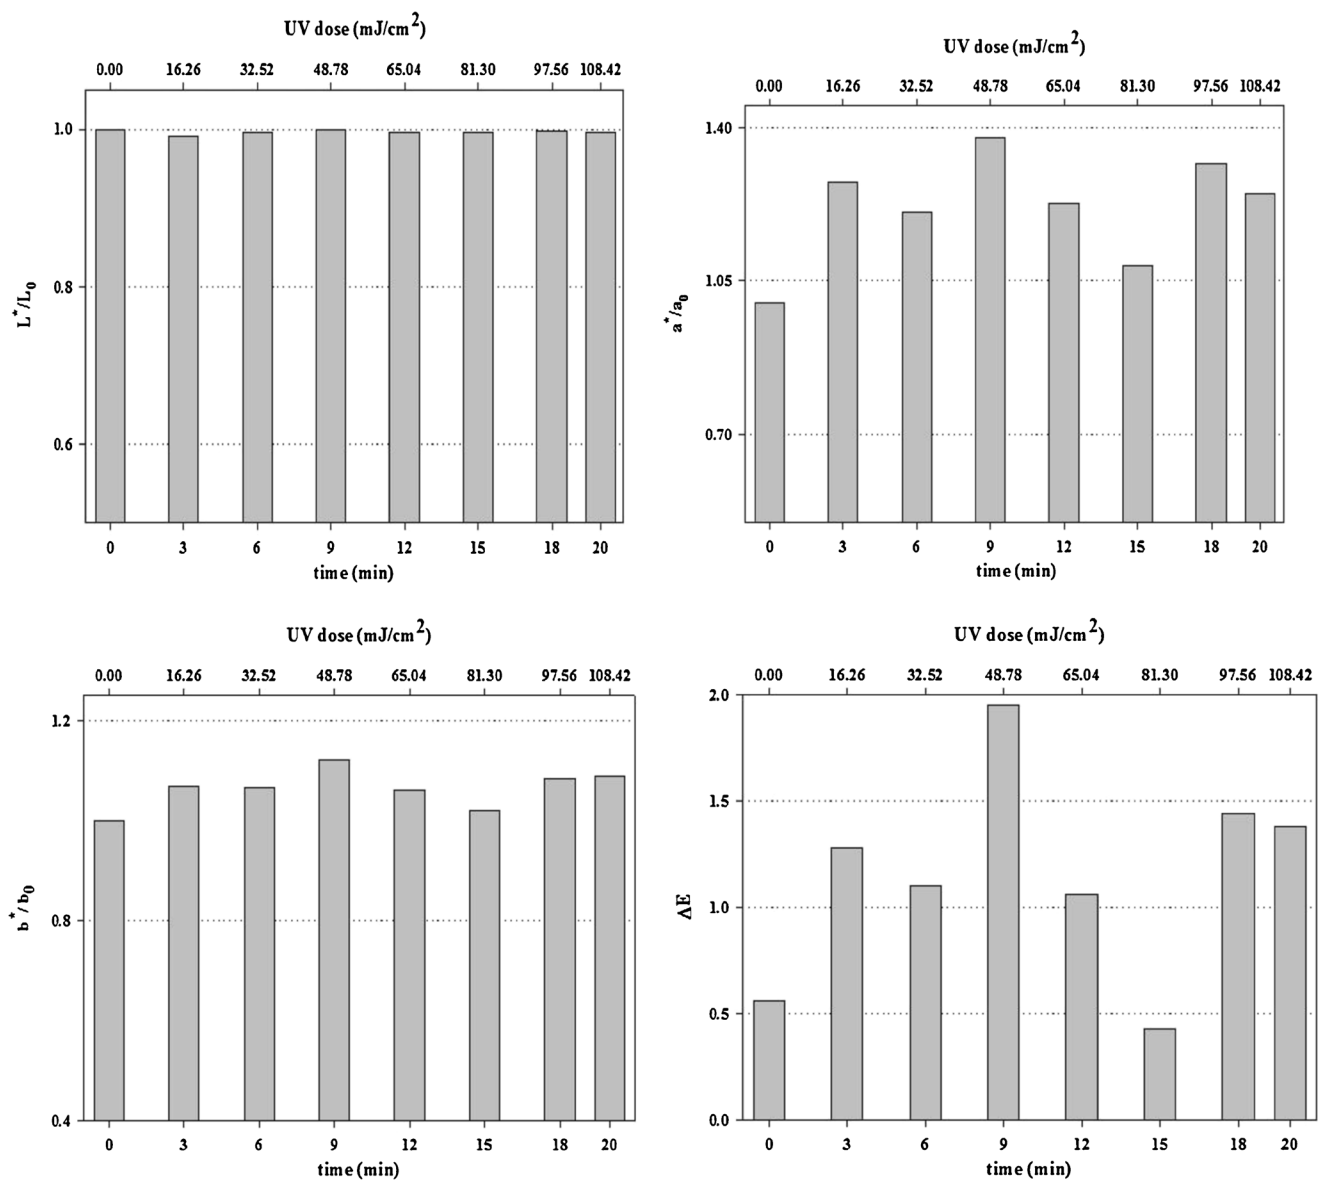 UV dose (mJ/cm²)
0.00 16.26 32.52 48.78 65.04 81.30 97.56 108.42
1.0
0.8
0.6
L*/L0
0 3 6 9 12 15 18 20
time (min)
UV dose (mJ/cm²)
0.00 16.26 32.52 48.78 65.04 81.30 97.56 108.42
1.40
1.05
0.70
a*/a0
0 3 6 9 12 15 18 20
time (min)
UV dose (mJ/cm²)
0.00 16.26 32.52 48.78 65.04 81.30 97.56 108.42
1.2
0.8
0.4
b*/b0
0 3 6 9 12 15 18 20
time (min)
UV dose (mJ/cm²)
0.00 16.26 32.52 48.78 65.04 81.30 97.56 108.42
2.0
1.5
1.0
0.5
0.0
ΔE
0 3 6 9 12 15 18 20
time (min)